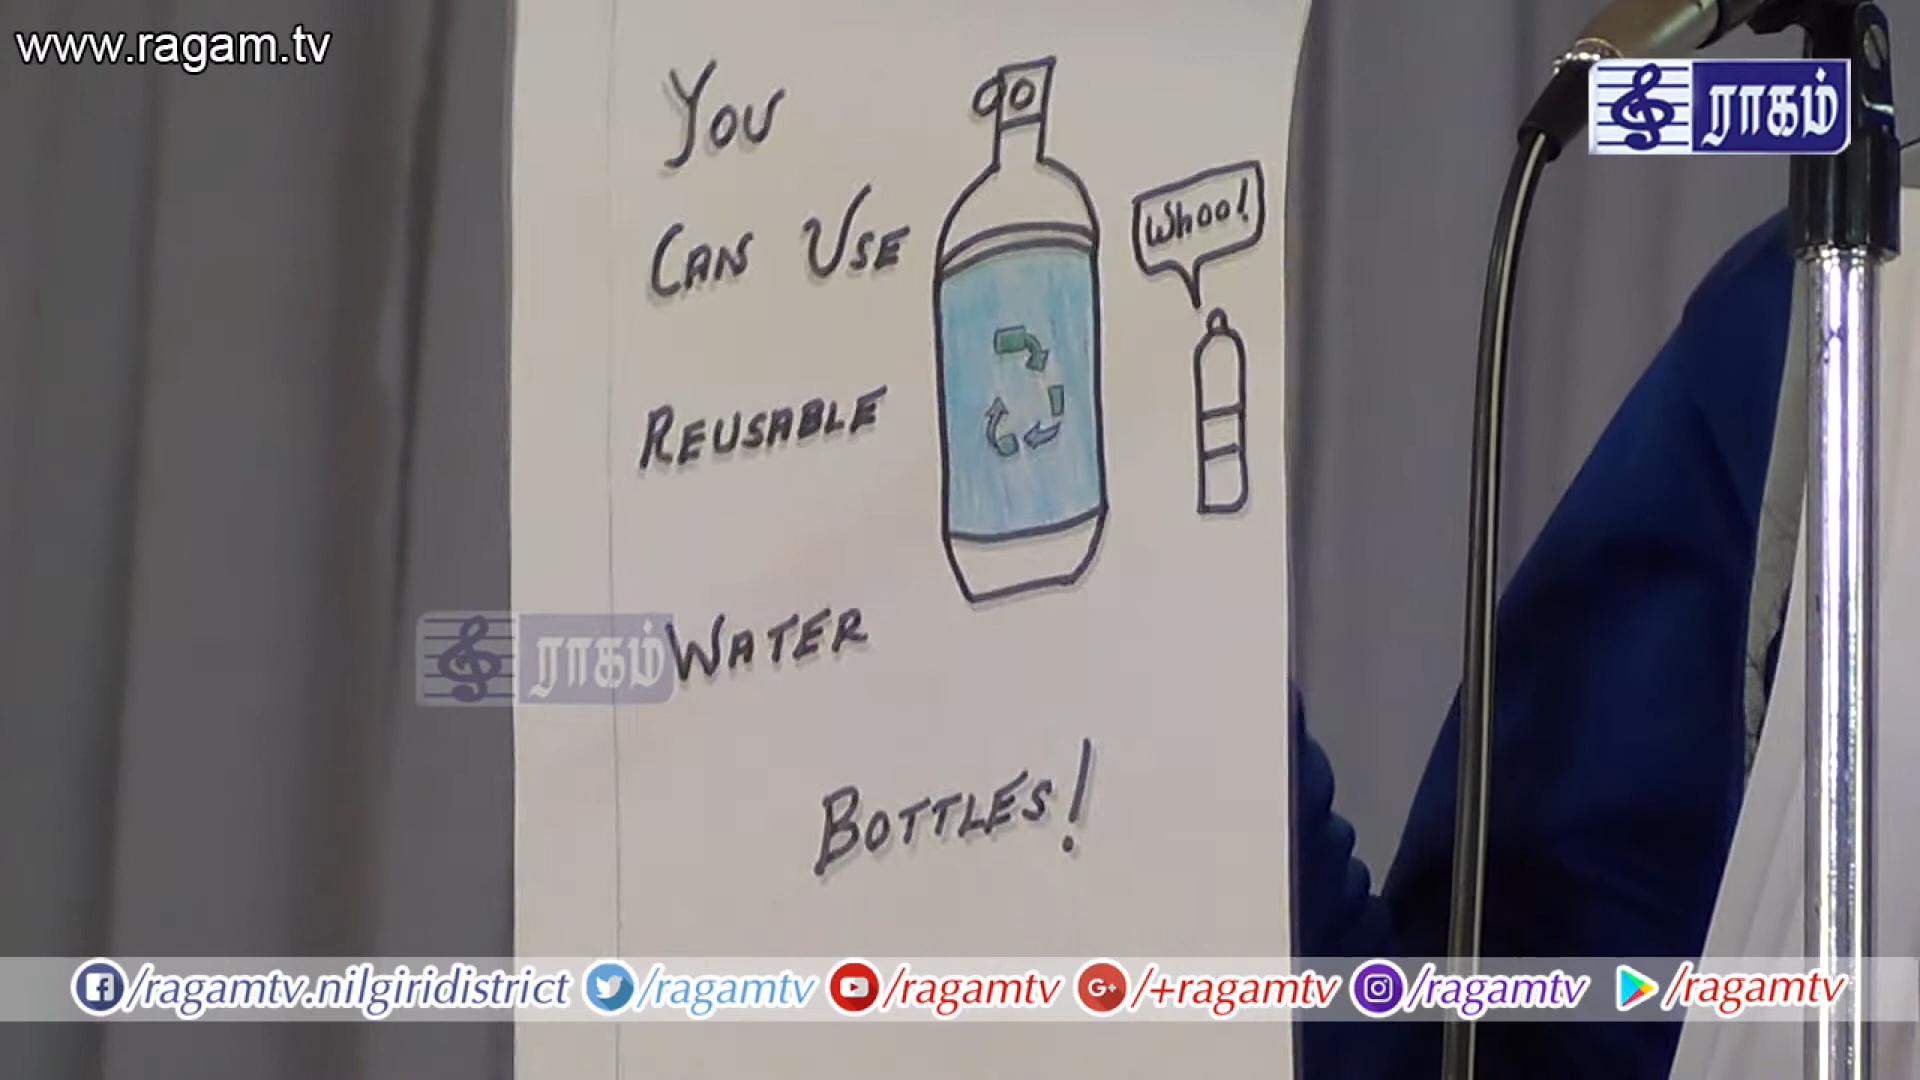 www.ragam.tv
ராகம்
YOU
CAN USE
Whoo!
REUSABLE
ராகம்
WATER
BOTTLES!
/ragamtv.nilgiridistrict /ragamtv /ragamtv /+ragamtv /ragamtv /ragamtv